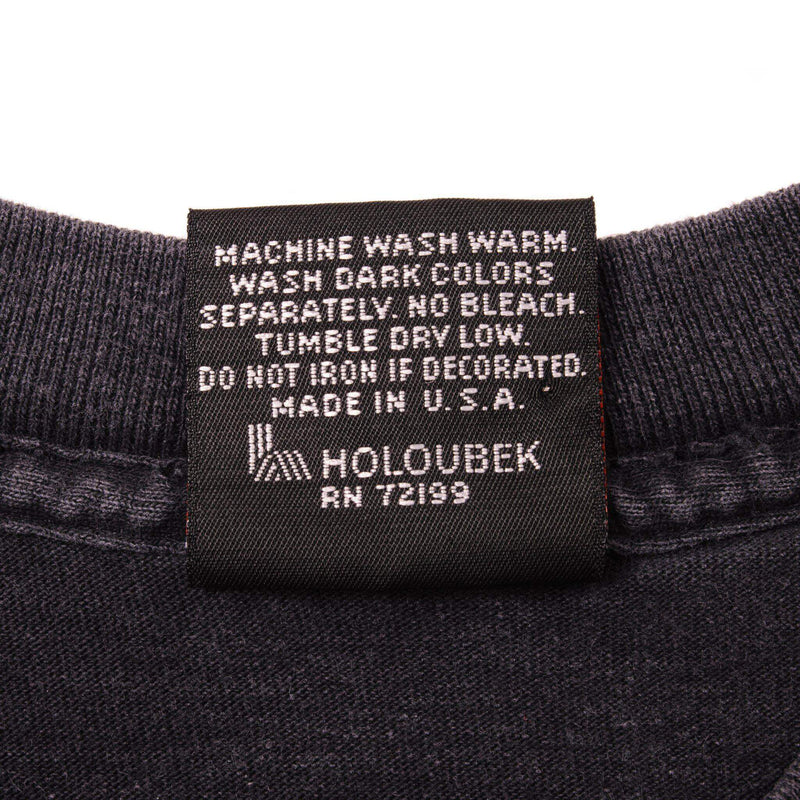 MACHINE WASH WARM.
WASH DARK COLORS
SEPARATELY. NO BLEACH.
TUMBLE DRY LOW.
DO NOT IRON IF DECORATED.
MADE IN U.S.A.
HOLOUBEK
RN 72199